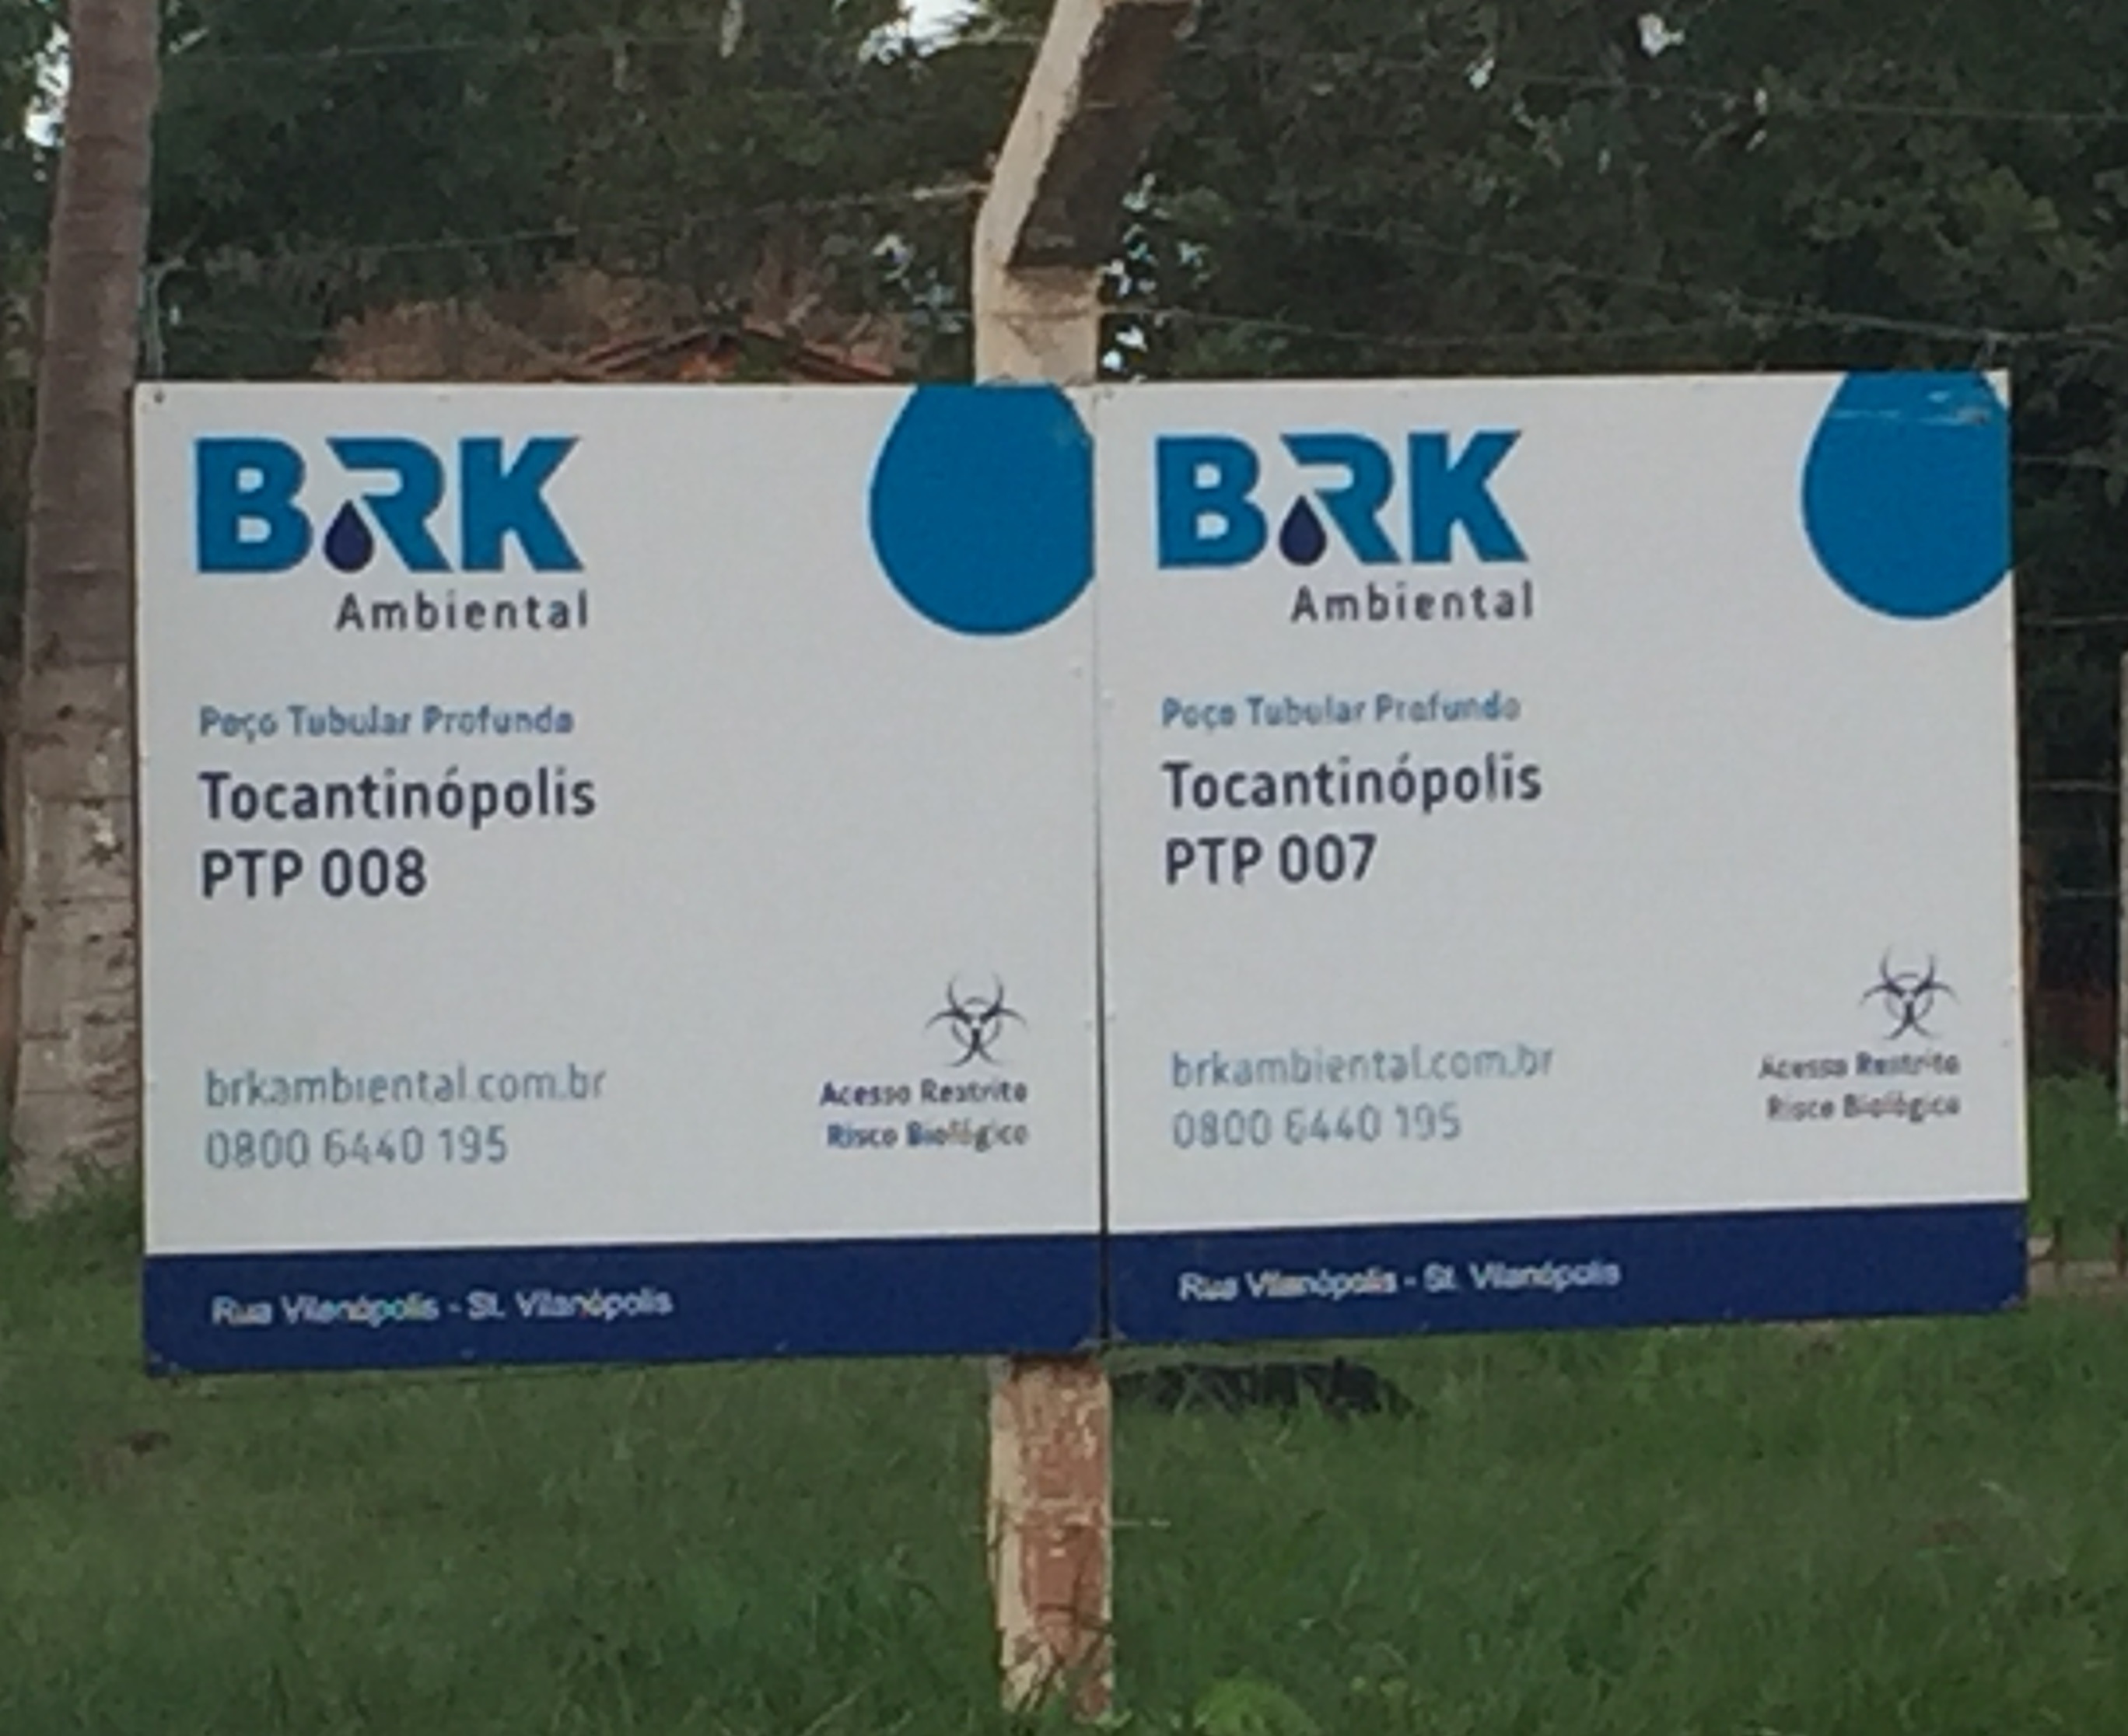 BRK
Ambiental
Poço Tubular Profundo
Tocantinópolis
PTP 008
brkambiental.com.br
0800 6440 195
Acesso Restrito
Risco Biológico
Rua Vilanópolis - St. Vilanópolis
BRK
Ambiental
Poço Tubular Profundo
Tocantinópolis
PTP 007
brkambiental.com.br
0800 6440 195
Acesso Restrito
Risco Biológico
Rua Vilanópolis - St. Vilanópolis